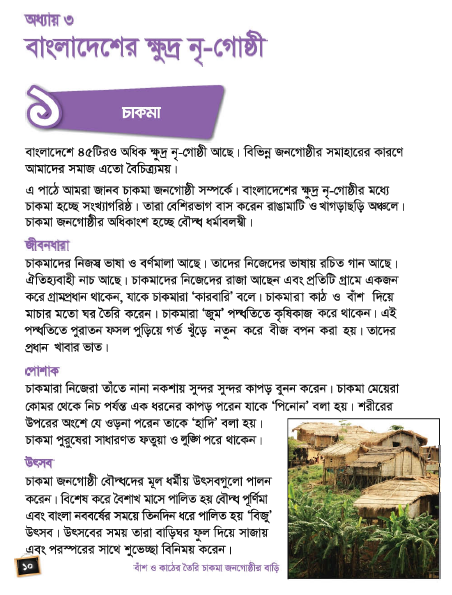 অধ্যায় ৩
বাংলাদেশের ক্ষুদ্র নৃ-গোষ্ঠী
১
চাকমা
বাংলাদেশে ৪৫টিরও অধিক ক্ষুদ্র নৃ-গোষ্ঠী আছে। বিভিন্ন জনগোষ্ঠীর সমাহারের কারণে
আমাদের সমাজ এতো বৈচিত্র্যময়।
এ পাঠে আমরা জানব চাকমা জনগোষ্ঠী সম্পর্কে। বাংলাদেশের ক্ষুদ্র নৃ-গোষ্ঠীর মধ্যে
চাকমা হচ্ছে সংখ্যাগরিষ্ঠ। তারা বেশিরভাগ বাস করেন রাঙামাটি ও খাগড়াছড়ি অঞ্চলে।
চাকমা জনগোষ্ঠীর অধিকাংশ হচ্ছে বৌদ্ধ ধর্মাবলম্বী।
জীবনধারা
চাকমাদের নিজস্ব ভাষা ও বর্ণমালা আছে। তাদের নিজেদের ভাষায় রচিত গান আছে।
ঐতিহ্যবাহী নাচ আছে। চাকমাদের নিজেদের রাজা আছেন এবং প্রতিটি গ্রামে একজন
করে গ্রামপ্রধান থাকেন, যাকে চাকমারা ‘কারবারি’ বলে। চাকমারা কাঠ ও বাঁশ দিয়ে
মাচার মতো ঘর তৈরি করেন। চাকমারা ‘জুম’ পদ্ধতিতে কৃষিকাজ করে থাকেন। এই
পদ্ধতিতে পুরাতন ফসল পুড়িয়ে গর্ত খুঁড়ে নতুন করে বীজ বপন করা হয়। তাদের
প্রধান খাবার ভাত।
পোশাক
চাকমারা নিজেরা তাঁতে নানা নকশায় সুন্দর সুন্দর কাপড় বুনন করেন। চাকমা মেয়েরা
কোমর থেকে নিচ পর্যন্ত এক ধরনের কাপড় পরেন যাকে ‘পিনোন’ বলা হয়। শরীরের
উপরের অংশে যে ওড়না পরেন তাকে ‘হাদি’ বলা হয়।
চাকমা পুরুষেরা সাধারণত ফতুয়া ও লুঙ্গি পরে থাকেন।
উৎসব
চাকমা জনগোষ্ঠী বৌদ্ধদের মূল ধর্মীয় উৎসবগুলো পালন
করেন। বিশেষ করে বৈশাখ মাসে পালিত হয় বৌদ্ধ পূর্ণিমা
এবং বাংলা নববর্ষের সময়ে তিনদিন ধরে পালিত হয় ‘বিজু’
উৎসব। উৎসবের সময় তারা বাড়িঘর ফুল দিয়ে সাজায়
এবং পরস্পরের সাথে শুভেচ্ছা বিনিময় করেন।
১০
বাঁশ ও কাঠের তৈরি চাকমা জনগোষ্ঠীর বাড়ি